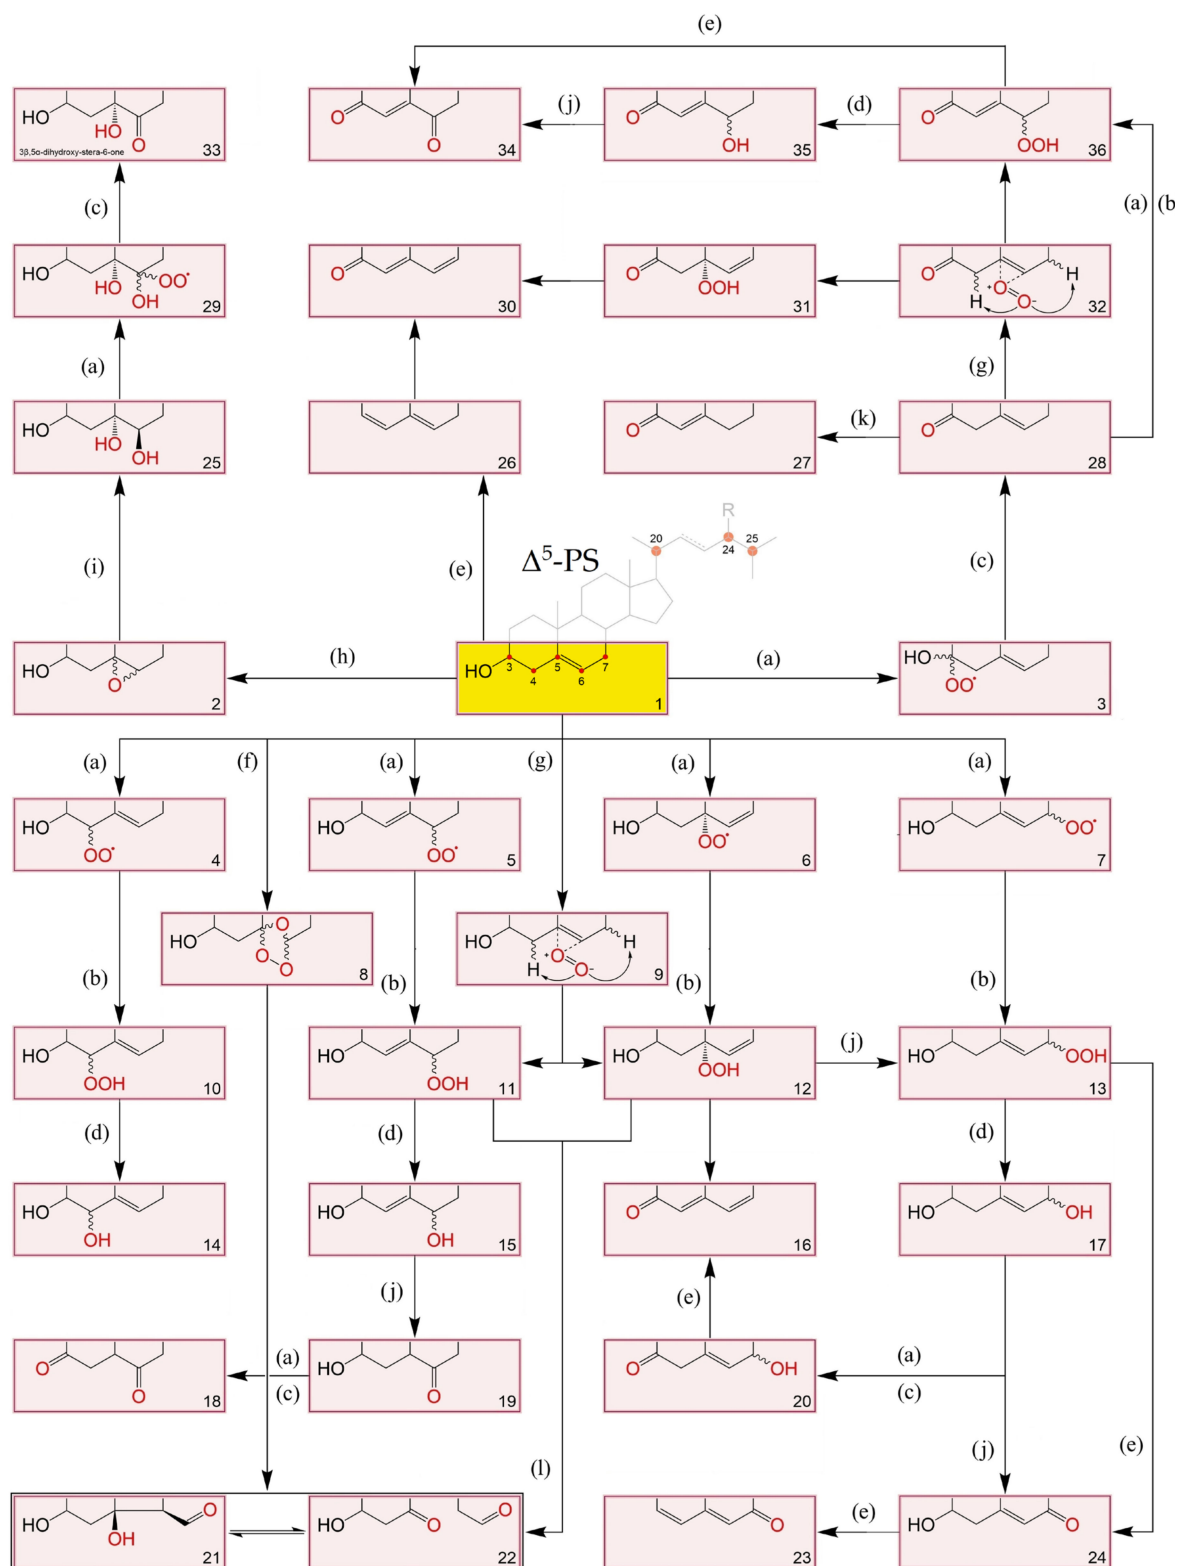 (e)
HO
HO
O
3β,5α-dihydroxy-stera-6-one
33
O
O
34
(j)
O
OH
35
(d)
O
OOH
36
(c)
(a)
(b
HO
HO
OH
OO•
29
O
30
O
OOH
31
O
H
+
O
O
-
H
32
(a)
(g)
HO
HO
OH
25
26
O
27
(k)
O
28
(i)
(e)
Δ5-PS
R
20
25
24
(c)
HO
O
2
(h)
HO
3
4
5
6
7
1
(a)
HO
OO•
3
(a)
(f)
(a)
(g)
(a)
(a)
HO
OO•
4
HO
OO•
5
HO
OO•
6
HO
OO•
7
HO
O
O
O
8
HO
H
+
O
O
-
H
9
(b)
(b)
(b)
(b)
HO
OOH
10
HO
OOH
11
HO
OOH
12
(j)
HO
OOH
13
(d)
(d)
(d)
HO
OH
14
HO
OH
15
O
16
HO
OH
17
(j)
(e)
O
O
18
(a)
(c)
HO
O
19
O
OH
20
(a)
(c)
(l)
(j)
(e)
HO
OH
O
21
HO
O
O
22
O
23
(e)
HO
O
24